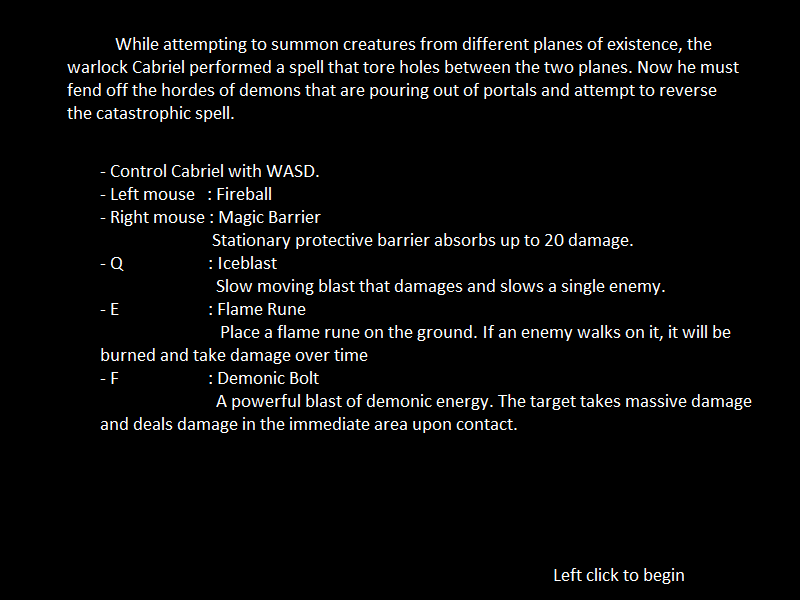 While attempting to summon creatures from different planes of existence, the
warlock Cabriel performed a spell that tore holes between the two planes. Now he must
fend off the hordes of demons that are pouring out of portals and attempt to reverse
the catastrophic spell.
- Control Cabriel with WASD.
- Left mouse : Fireball
- Right mouse : Magic Barrier
Stationary protective barrier absorbs up to 20 damage.
- Q : Iceblast
Slow moving blast that damages and slows a single enemy.
- E : Flame Rune
Place a flame rune on the ground. If an enemy walks on it, it will be
burned and take damage over time
- F : Demonic Bolt
A powerful blast of demonic energy. The target takes massive damage
and deals damage in the immediate area upon contact.
Left click to begin